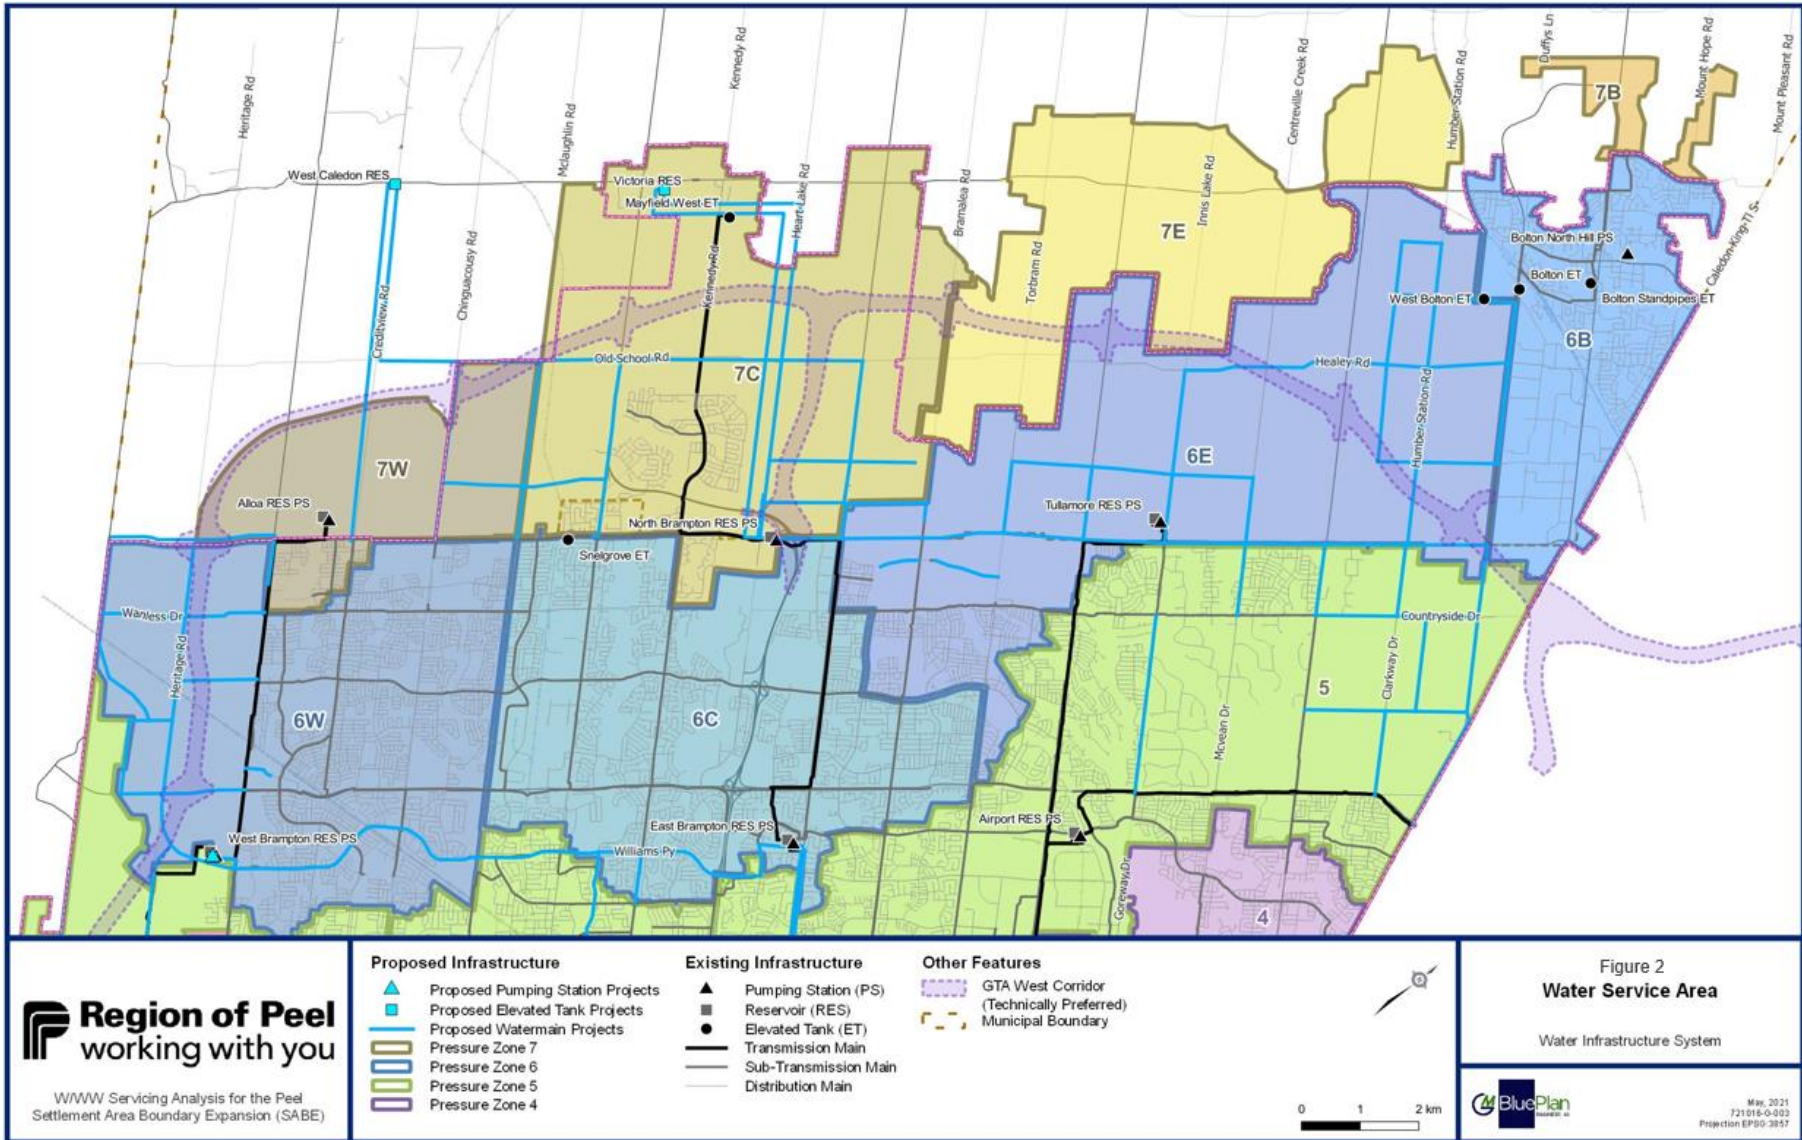 Heritage Rd
Mclaughlin Rd
Kennedy Rd
Heart Lake Rd
Bramalea Rd
Torbram Rd
Innis Lake Rd
Centreville Creek Rd
Humber Station Rd
Duffys Ln
Mount Hope Rd
Mount Pleasant Rd
7B
West Caledon RES
Victoria RES
Mayfield West ET
Chinguacousy Rd
Creditview Rd
Kennedy Rd
7E
Bolton North Hill PS
Bolton ET
West Bolton ET
Bolton Standpipes ET
Caledon-King Tl S
6B
Old School Rd
7C
Healey Rd
Humber Station Rd
7W
6E
Alloa RES PS
North Brampton RES PS
Tullamore RES PS
Snelgrove ET
Wanless Dr
Countryside Dr
Heritage Rd
Clarkway Dr
Mcvean Dr
6W
6C
5
West Brampton RES PS
East Brampton RES PS
Airport RES PS
Williams Py
Goreway Dr
4
Region of Peel
working with you
W/WW Servicing Analysis for the Peel
Settlement Area Boundary Expansion (SABE)
Proposed Infrastructure
Proposed Pumping Station Projects
Proposed Elevated Tank Projects
Proposed Watermain Projects
Pressure Zone 7
Pressure Zone 6
Pressure Zone 5
Pressure Zone 4
Existing Infrastructure
Pumping Station (PS)
Reservoir (RES)
Elevated Tank (ET)
Transmission Main
Sub-Transmission Main
Distribution Main
Other Features
GTA West Corridor
(Technically Preferred)
Municipal Boundary
0 1 2 km
Figure 2
Water Service Area
Water Infrastructure System
GM BluePlan
May, 2021
721016-G-003
Projection EPSG:3857